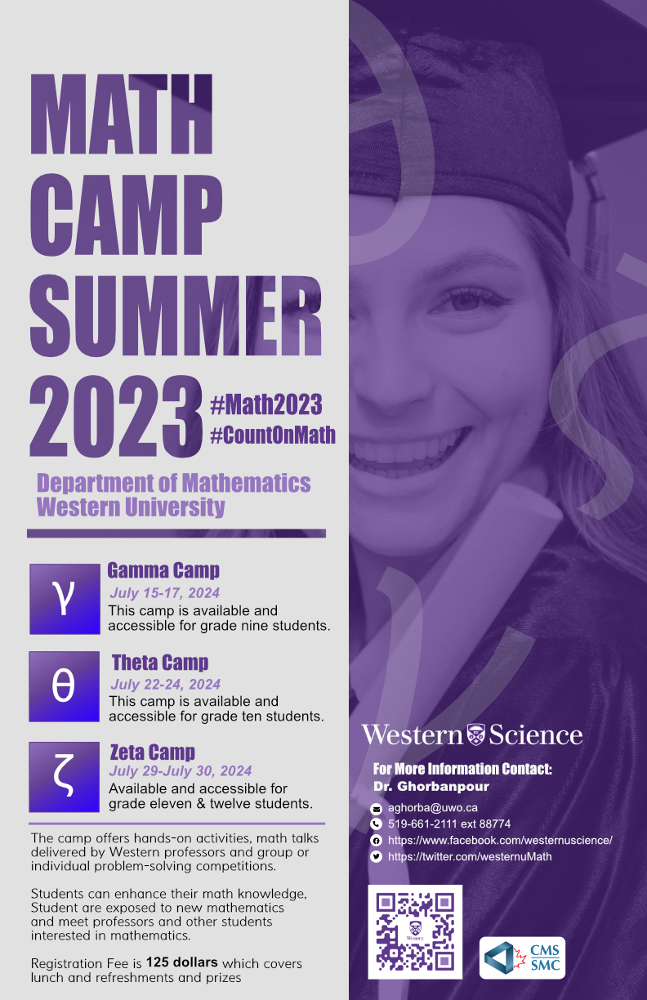 MATH
CAMP
SUMMER
2023
#Math2023
#CountOnMath
Department of Mathematics
Western University
γ
Gamma Camp
July 15-17, 2024
This camp is available and
accessible for grade nine students.
θ
Theta Camp
July 22-24, 2024
This camp is available and
accessible for grade ten students.
ζ
Zeta Camp
July 29-July 30, 2024
Available and accessible for
grade eleven & twelve students.
The camp offers hands-on activities, math talks
delivered by Western professors and group or
individual problem-solving competitions.
Students can enhance their math knowledge,
Student are exposed to new mathematics
and meet professors and other students
interested in mathematics.
Registration Fee is 125 dollars which covers
lunch and refreshments and prizes
θ
ζ
γ
Western Science
For More Information Contact:
Dr. Ghorbanpour
aghorba@uwo.ca
519-661-2111 ext 88774
https://www.facebook.com/westernuscience/
https://twitter.com/westernuMath
Western
CMS
SMC